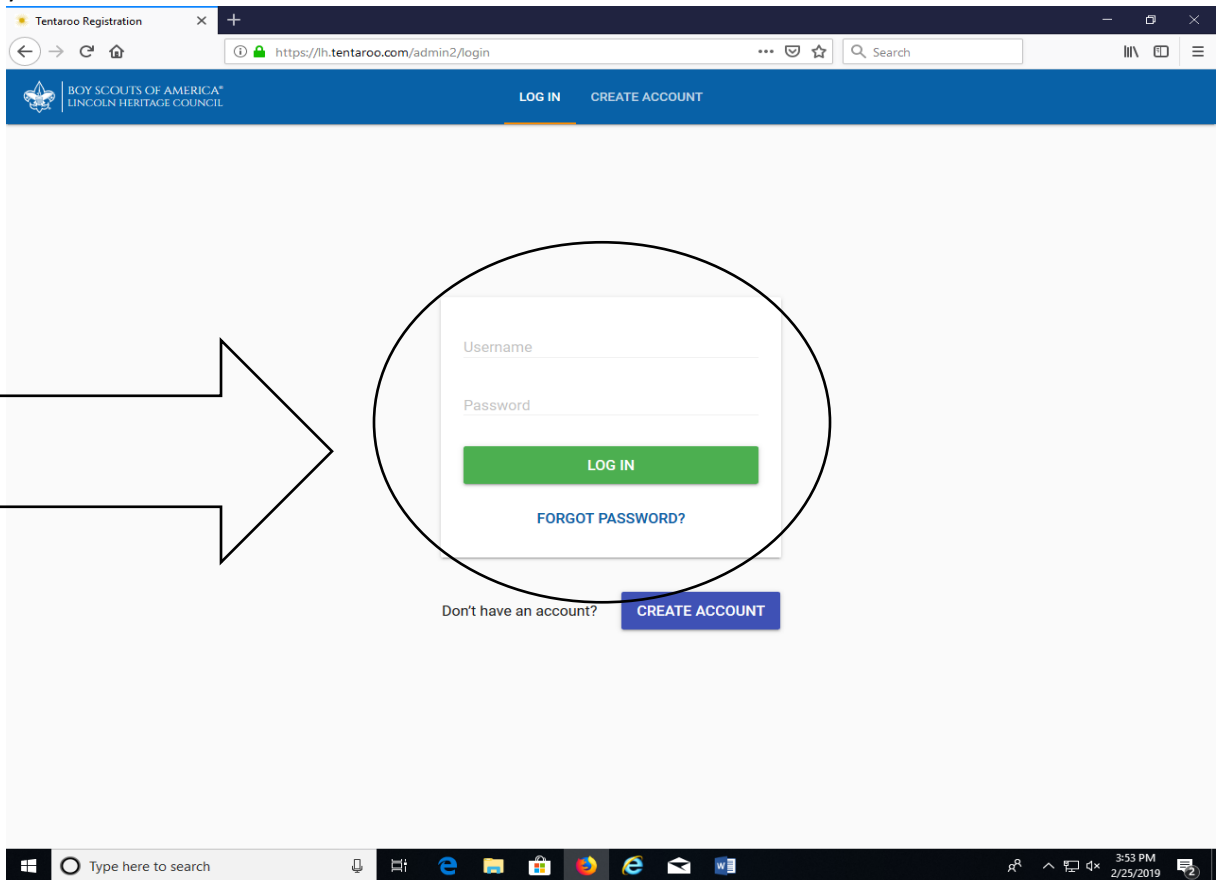 Tentaroo Registration
https://lh.tentaroo.com/admin2/login
Search
BOY SCOUTS OF AMERICA®
LINCOLN HERITAGE COUNCIL
LOG IN CREATE ACCOUNT
Username
Password
LOG IN
FORGOT PASSWORD?
Don't have an account? CREATE ACCOUNT
Type here to search
3:53 PM
2/25/2019
2